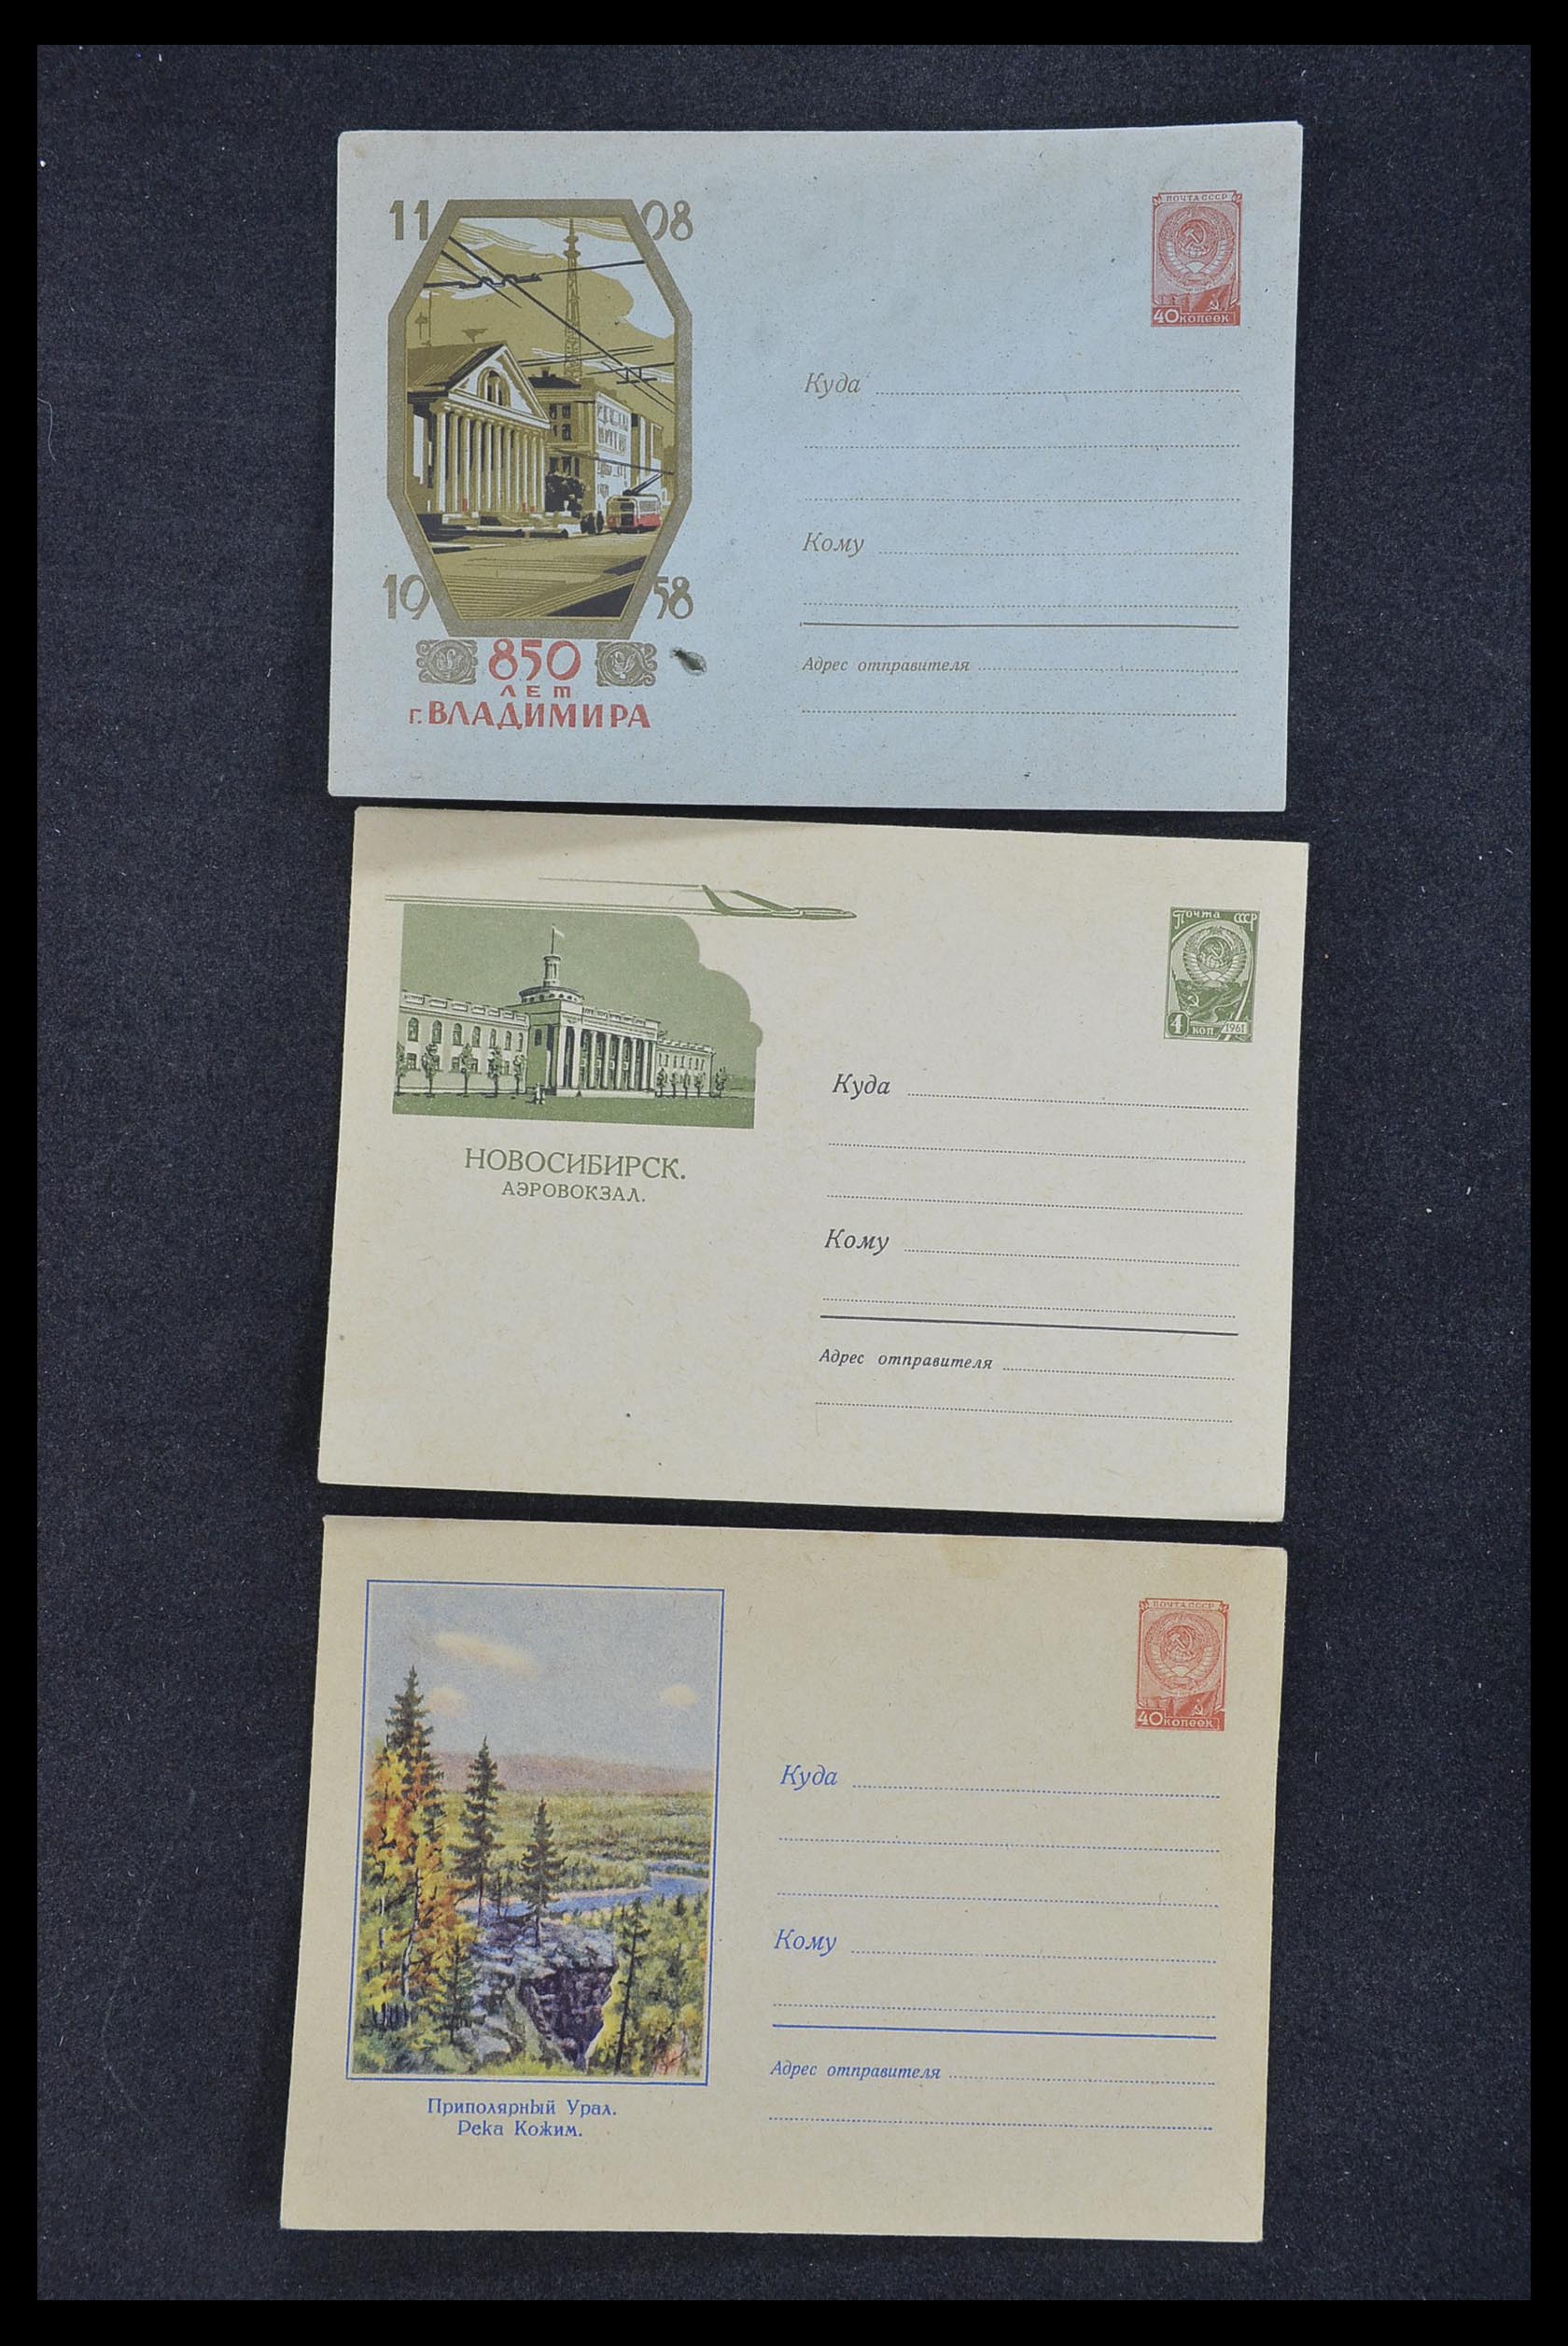 11 08
ПОЧТА СССР
40 копеек
Куда
Кому
19 58
850
ЛЕТ
г. ВЛАДИМИРА
Адрес отправителя
Почта СССР
4 коп 1961
НОВОСИБИРСК.
АЭРОВОКЗАЛ.
Куда
Кому
Адрес отправителя
ПОЧТА СССР
40 копеек
Куда
Кому
Адрес отправителя
Приполярный Урал.
Река Кожим.